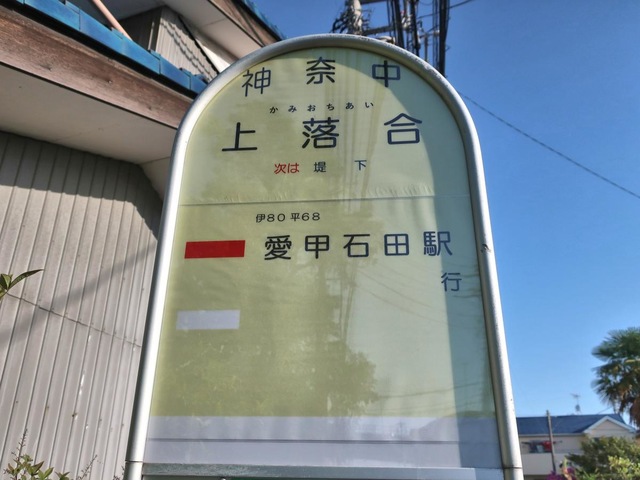 神奈中
かみおちあい
上落合
次は 堤下
伊80 平68
愛甲石田駅
行